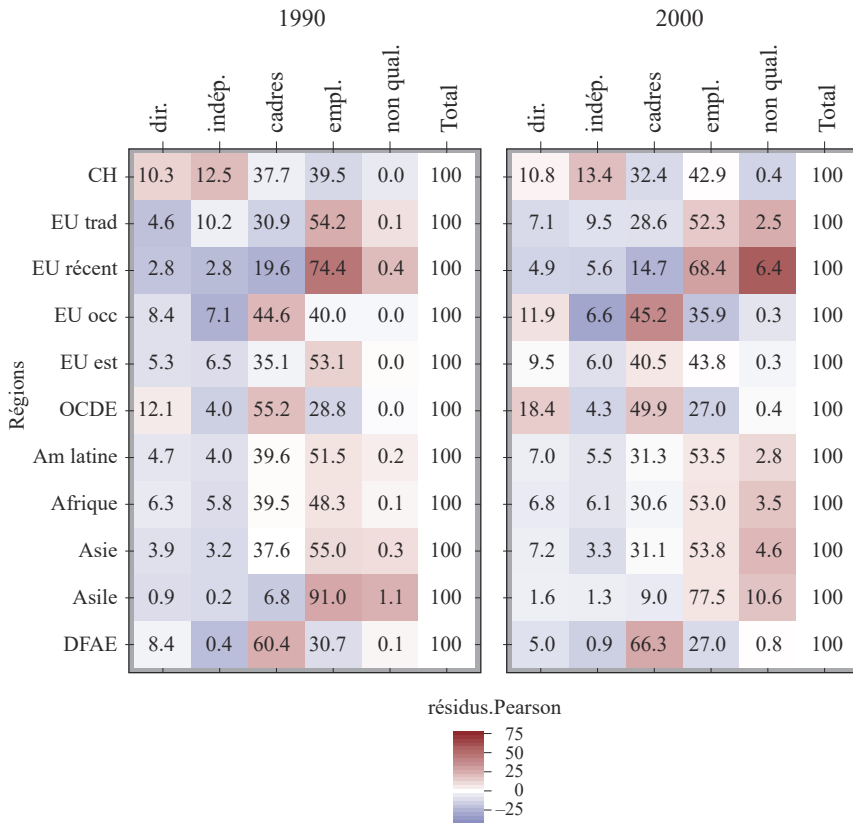 1990 2000
dir. indép. cadres empl. non qual. Total dir. indép. cadres empl. non qual. Total
Régions
CH 10.3 12.5 37.7 39.5 0.0 100 10.8 13.4 32.4 42.9 0.4 100
EU trad 4.6 10.2 30.9 54.2 0.1 100 7.1 9.5 28.6 52.3 2.5 100
EU récent 2.8 2.8 19.6 74.4 0.4 100 4.9 5.6 14.7 68.4 6.4 100
EU occ 8.4 7.1 44.6 40.0 0.0 100 11.9 6.6 45.2 35.9 0.3 100
EU est 5.3 6.5 35.1 53.1 0.0 100 9.5 6.0 40.5 43.8 0.3 100
OCDE 12.1 4.0 55.2 28.8 0.0 100 18.4 4.3 49.9 27.0 0.4 100
Am latine 4.7 4.0 39.6 51.5 0.2 100 7.0 5.5 31.3 53.5 2.8 100
Afrique 6.3 5.8 39.5 48.3 0.1 100 6.8 6.1 30.6 53.0 3.5 100
Asie 3.9 3.2 37.6 55.0 0.3 100 7.2 3.3 31.1 53.8 4.6 100
Asile 0.9 0.2 6.8 91.0 1.1 100 1.6 1.3 9.0 77.5 10.6 100
DFAE 8.4 0.4 60.4 30.7 0.1 100 5.0 0.9 66.3 27.0 0.8 100
résidus.Pearson
75
50
25
0
−25